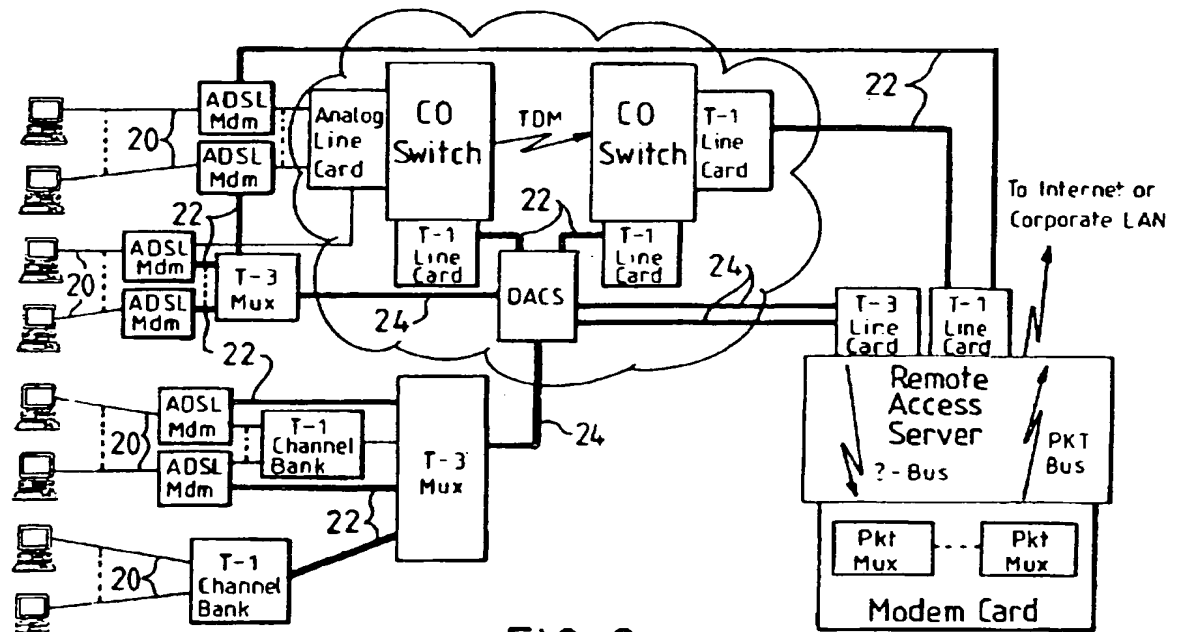 22
ADSL
Mdm
20
ADSL
Mdm
Analog
Line
Card
CO
Switch
TDM
CO
Switch
T-1
Line
Card
22
To Internet or
Corporate LAN
22
ADSL
Mdm
20
ADSL
Mdm
22
T-3
Mux
24
T-1
Line
Card
22
T-1
Line
Card
DACS
24
T-3
Line
Card
T-1
Line
Card
Remote
Access
Server
?-Bus
PKT
Bus
22
ADSL
Mdm
20
ADSL
Mdm
T-1
Channel
Bank
T-3
Mux
24
22
20
T-1
Channel
Bank
Pkt
Mux
Pkt
Mux
Modem Card